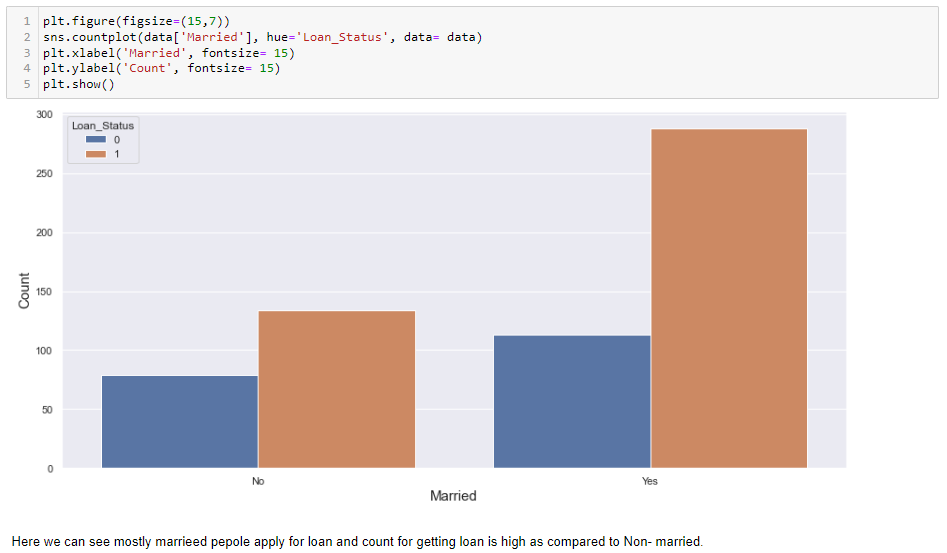 1 plt.figure(figsize=(15,7))
2 sns.countplot(data['Married'], hue='Loan_Status', data= data)
3 plt.xlabel('Married', fontsize= 15)
4 plt.ylabel('Count', fontsize= 15)
5 plt.show()
300
Loan_Status
0
1
250
200
150
100
50
0
Count
No
Yes
Married
Here we can see mostly marrieed pepole apply for loan and count for getting loan is high as compared to Non- married.